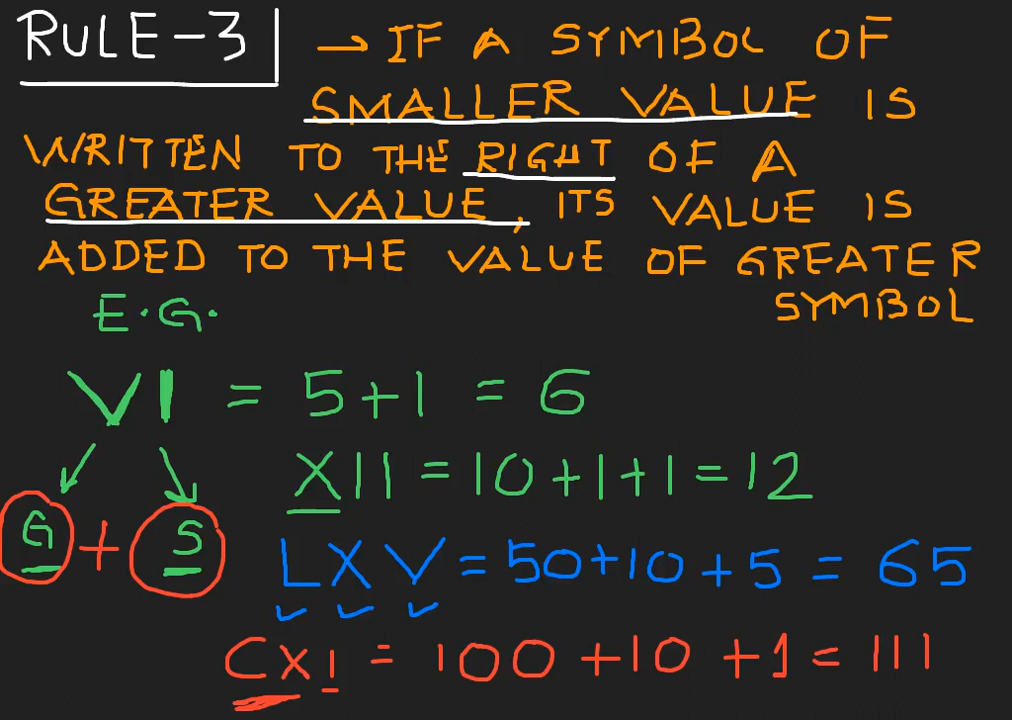 RULE-3
→ IF A SYMBOL OF
SMALLER VALUE IS
WRITTEN TO THE RIGHT OF A
GREATER VALUE, ITS VALUE IS
ADDED TO THE VALUE OF GREATER
SYMBOL
E.G.
VI = 5+1 = 6
XII = 10+1+1=12
G + S
LXV = 50+10+5 = 65
CXI = 100+10+1=111